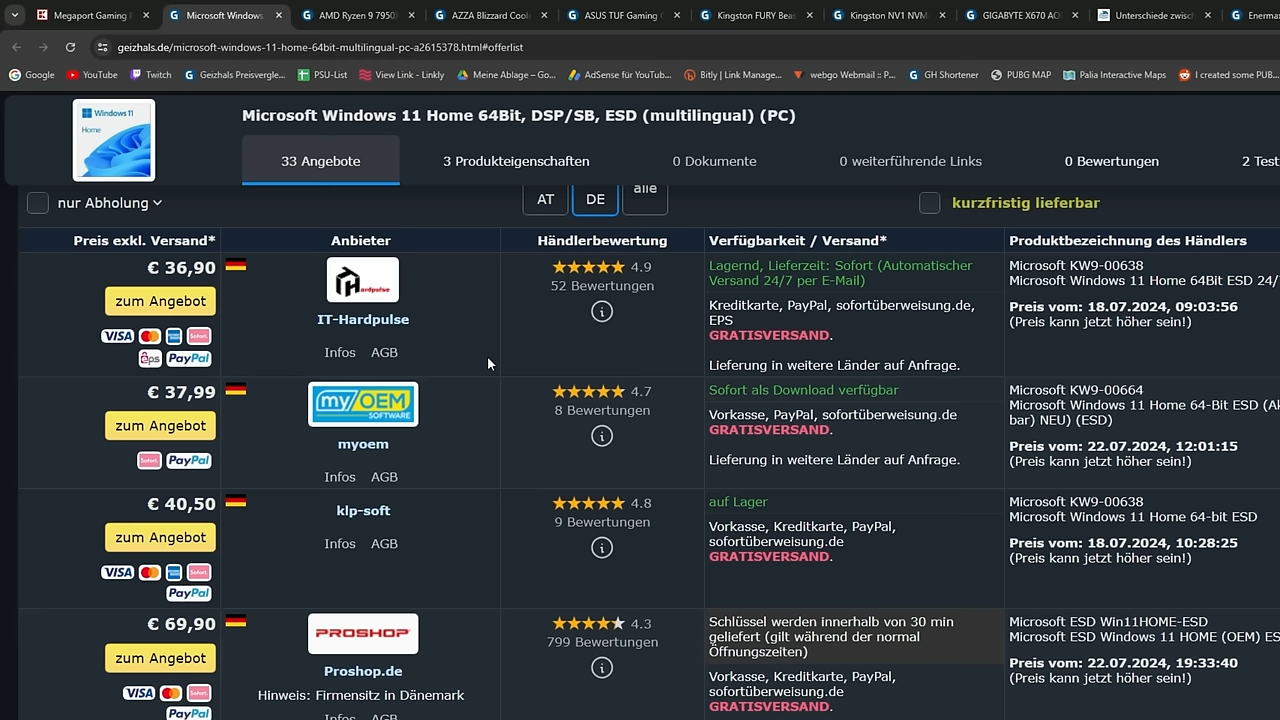 Megaport Gaming F
Microsoft Windows
AMD Ryzen 9 7950X
AZZA Blizzard Cool
ASUS TUF Gaming
Kingston FURY Beas
Kingston NV1 NVM
GIGABYTE X670 AO
Unterschiede zwisch
Enermax
geizhals.de/microsoft-windows-11-home-64bit-multilingual-pc-a2615378.html#offerlist
Google
YouTube
Twitch
Geizhals Preisvergle...
PSU-List
View Link - Linkly
Meine Ablage – Go...
AdSense für YouTub...
Bitly | Link Manage...
webgo Webmail :: P...
GH Shortener
PUBG MAP
Palia Interactive Maps
I created some PUB...
Windows 11
Home
Microsoft Windows 11 Home 64Bit, DSP/SB, ESD (multilingual) (PC)
33 Angebote
3 Produkteigenschaften
0 Dokumente
0 weiterführende Links
0 Bewertungen
2 Test
nur Abholung
AT
DE
alle
kurzfristig lieferbar
Preis exkl. Versand*
Anbieter
Händlerbewertung
Verfügbarkeit / Versand*
Produktbezeichnung des Händlers
€ 36,90
zum Angebot
VISA
Sofort.
eps
PayPal
Hardpulse
IT-Hardpulse
Infos AGB
4.9
52 Bewertungen
Lagernd, Lieferzeit: Sofort (Automatischer
Versand 24/7 per E-Mail)
Kreditkarte, PayPal, sofortüberweisung.de,
EPS
GRATISVERSAND.
Lieferung in weitere Länder auf Anfrage.
Microsoft KW9-00638
Microsoft Windows 11 Home 64Bit ESD 24/7
Preis vom: 18.07.2024, 09:03:56
(Preis kann jetzt höher sein!)
€ 37,99
zum Angebot
Sofort.
PayPal
my/OEM
SOFTWARE
myoem
Infos AGB
4.7
8 Bewertungen
Sofort als Download verfügbar
Vorkasse, PayPal, sofortüberweisung.de
GRATISVERSAND.
Lieferung in weitere Länder auf Anfrage.
Microsoft KW9-00664
Microsoft Windows 11 Home 64-Bit ESD (Ak
bar) NEU) (ESD)
Preis vom: 22.07.2024, 12:01:15
(Preis kann jetzt höher sein!)
€ 40,50
zum Angebot
VISA
Sofort.
PayPal
klp-soft
Infos AGB
4.8
9 Bewertungen
auf Lager
Vorkasse, Kreditkarte, PayPal,
sofortüberweisung.de
GRATISVERSAND.
Microsoft KW9-00638
Microsoft Windows 11 Home 64-bit ESD
Preis vom: 18.07.2024, 10:28:25
(Preis kann jetzt höher sein!)
€ 69,90
zum Angebot
VISA
Sofort.
PayPal
PROSHOP
Proshop.de
Hinweis: Firmensitz in Dänemark
Infos AGB
4.3
799 Bewertungen
Schlüssel werden innerhalb von 30 min
geliefert (gilt während der normal
Öffnungszeiten)
Vorkasse, Kreditkarte, PayPal,
sofortüberweisung.de
GRATISVERSAND.
Microsoft ESD Win11HOME-ESD
Microsoft ESD Windows 11 HOME (OEM) ES
Preis vom: 22.07.2024, 19:33:40
(Preis kann jetzt höher sein!)